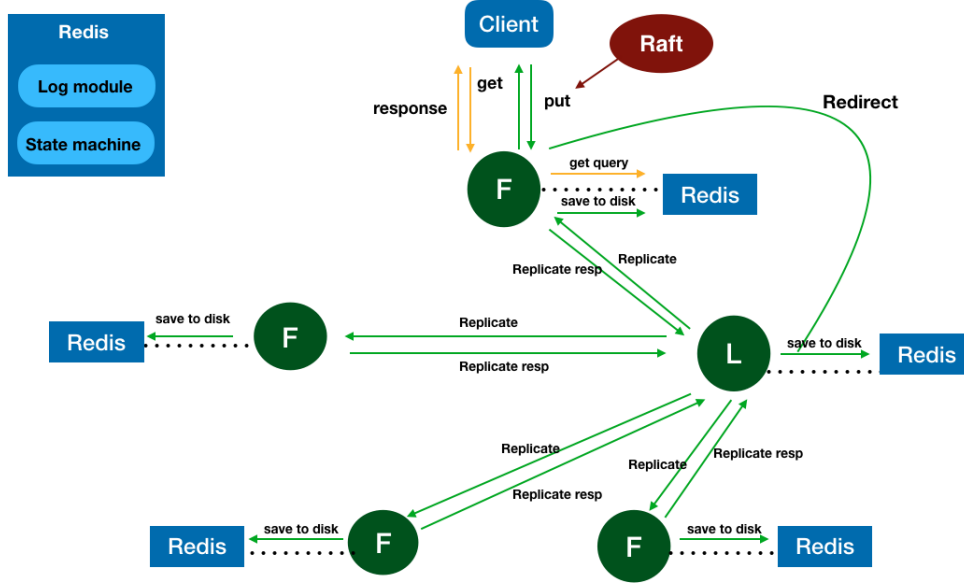 Redis
Log module
State machine
Client
Raft
response
get
put
Redirect
F
get query
save to disk
Redis
Replicate
Replicate resp
Redis
save to disk
F
Replicate
Replicate resp
L
save to disk
Redis
Replicate
Replicate resp
Replicate
Replicate resp
Redis
save to disk
F
F
save to disk
Redis